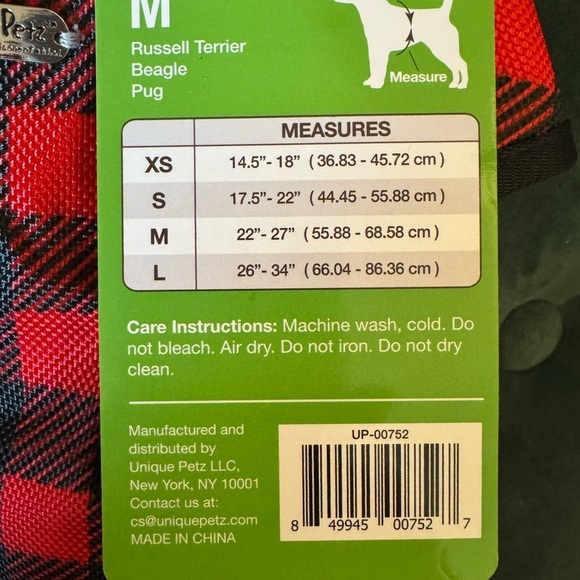 Petz
M
Russell Terrier
Beagle
Pug
Measure
MEASURES
XS 14.5”- 18” ( 36.83 - 45.72 cm )
S 17.5”- 22” ( 44.45 - 55.88 cm )
M 22”- 27” ( 55.88 - 68.58 cm )
L 26”- 34” ( 66.04 - 86.36 cm )
Care Instructions: Machine wash, cold. Do
not bleach. Air dry. Do not iron. Do not dry
clean.
Manufactured and
distributed by
Unique Petz LLC,
New York, NY 10001
Contact us at:
cs@uniquepetz.com
MADE IN CHINA
UP-00752
8 49945 00752 7